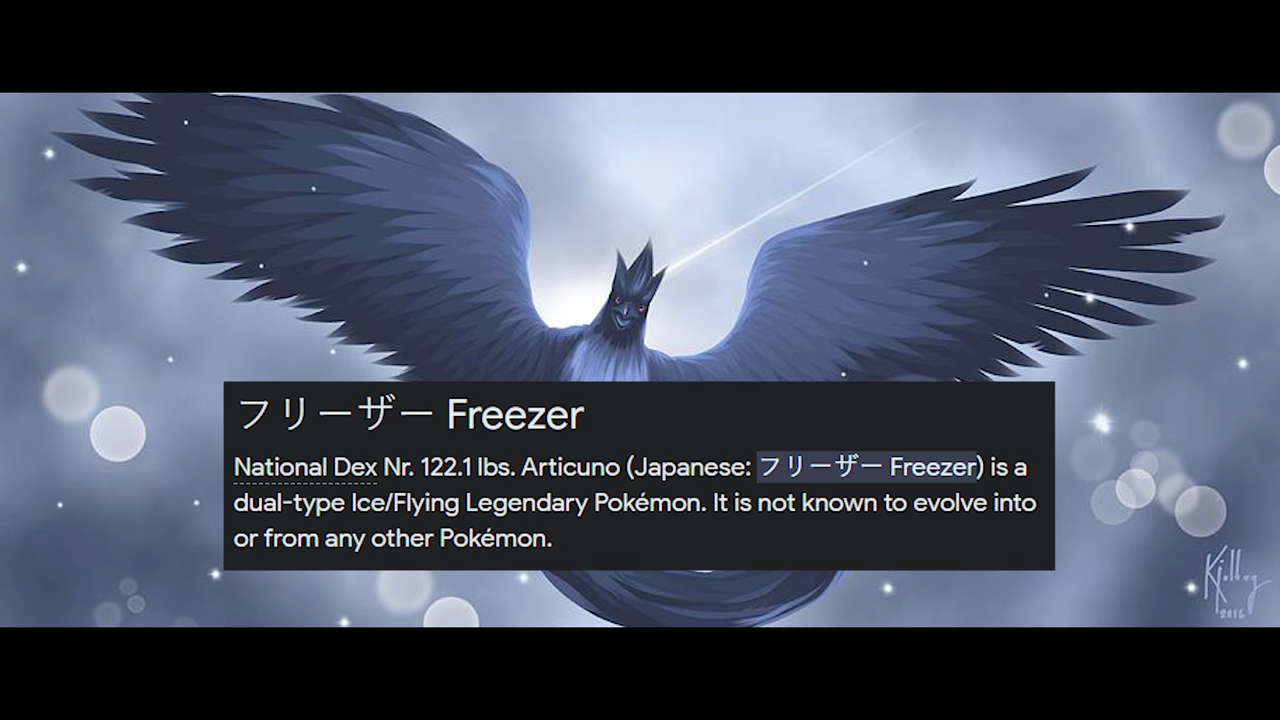 フリーザー Freezer
National Dex Nr. 122.1 lbs. Articuno (Japanese: フリーザー Freezer) is a
dual-type Ice/Flying Legendary Pokémon. It is not known to evolve into
or from any other Pokémon.
2016